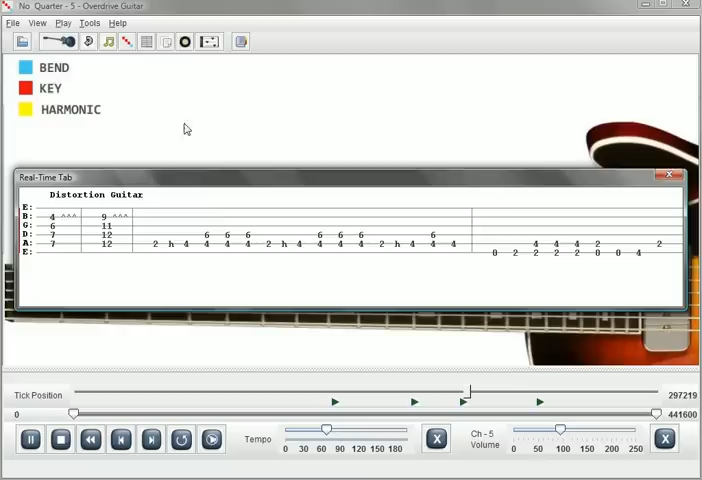 No Quarter - 5 - Overdrive Guitar
File View Play Tools Help
BEND
KEY
HARMONIC
Real-Time Tab
Distortion Guitar
E:
B: 4 ^^^ 9 ^^^
G: 6 11
D: 7 12 6 6 6 6 6 6 6
A: 7 12 2 h 4 4 4 4 2 h 4 4 4 4 2 h 4 4 4 4 4 4 2 2
E: 0 2 2 2 2 0 0 4
Tick Position 297219
0 441600
Tempo 0 30 60 70 90 120 150 180
Ch - 5
Volume 0 50 100 150 200 250